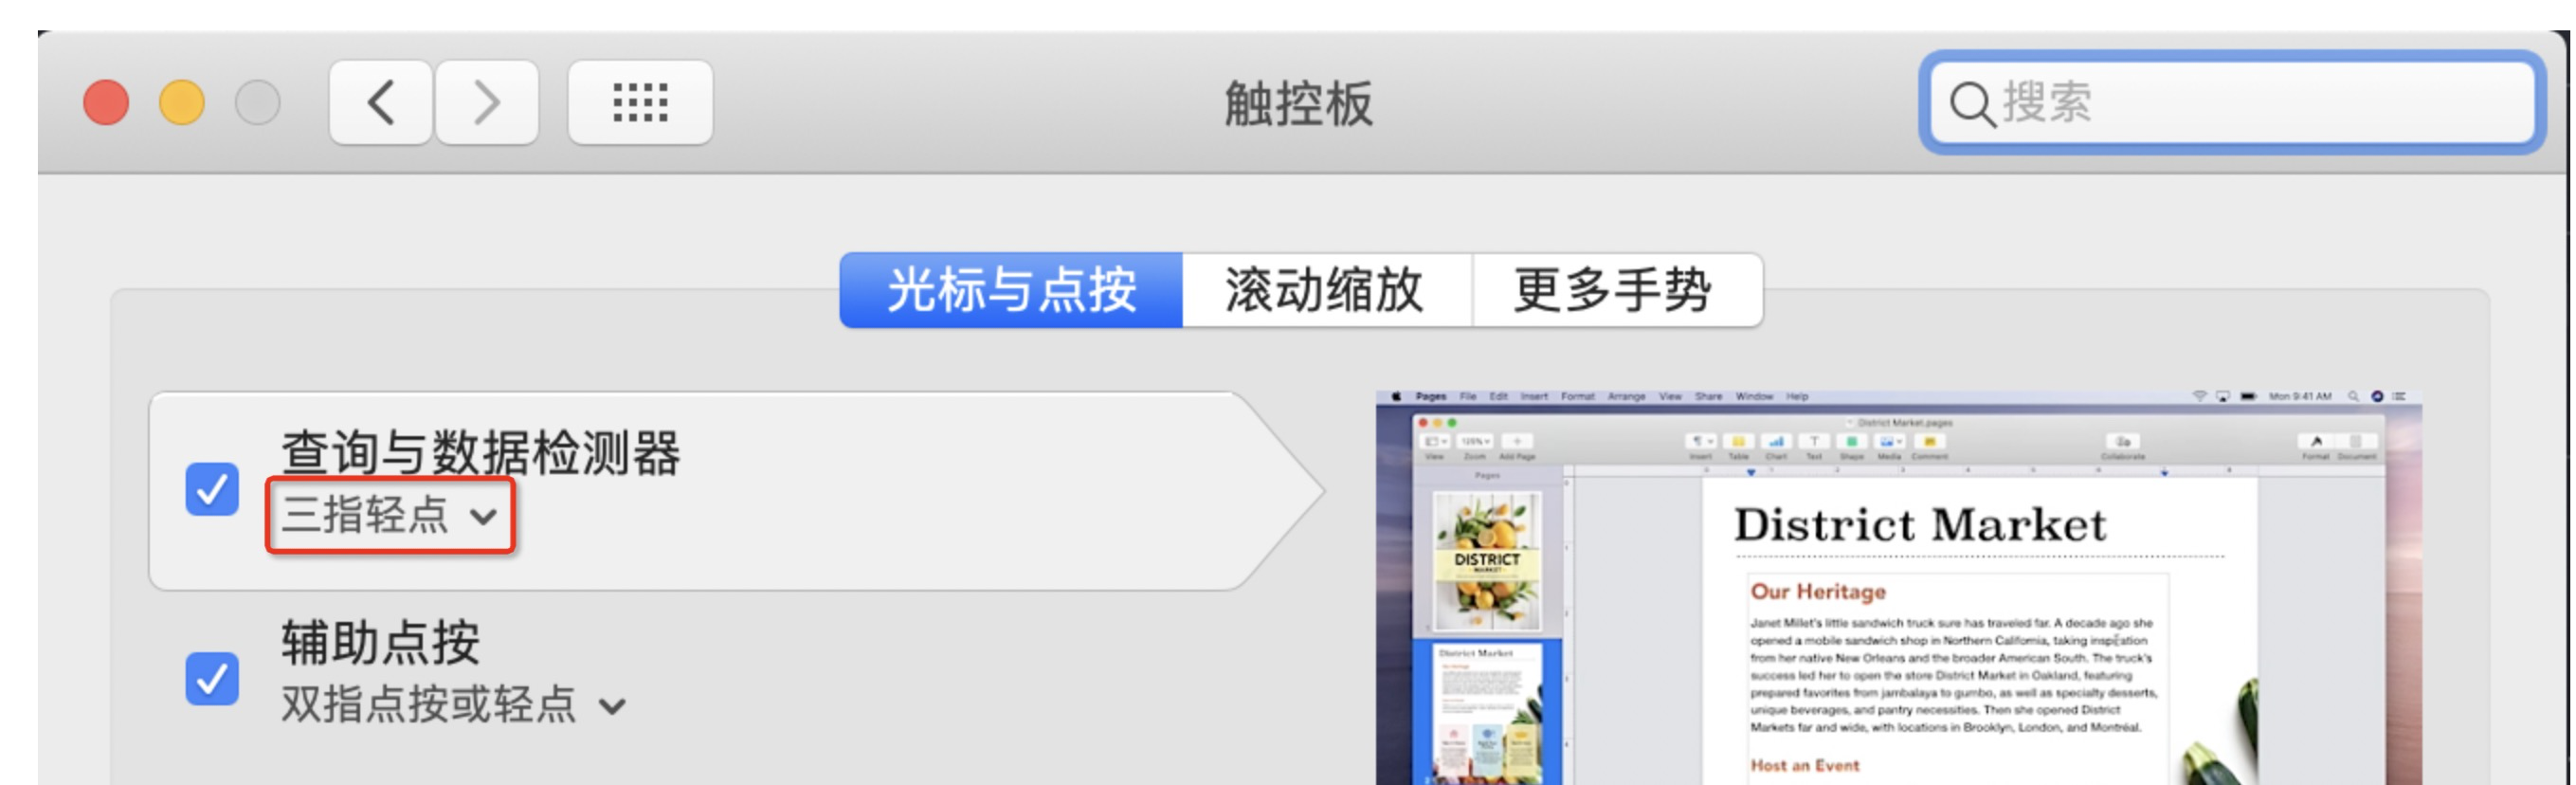 触控板
搜索
光标与点按 滚动缩放 更多手势
查询与数据检测器
三指轻点
辅助点按
双指点按或轻点
Pages File Edit Insert Format Arrange View Share Window Help Mon 9:41 AM
District Market.pages
125%
View Zoom Add Page Insert Table Chart Text Shape Media Comment Collaborate Format Document
Pages
DISTRICT
MARKET
District Market
District Market
Our Heritage
Janet Millet's little sandwich truck sure has traveled far. A decade ago she
opened a mobile sandwich shop in Northern California, taking inspiration
from her native New Orleans and the broader American South. The truck's
success led her to open the store District Market in Oakland, featuring
prepared favorites from jambalaya to gumbo, as well as specialty desserts,
unique beverages, and pantry necessities. Then she opened District
Markets far and wide, with locations in Brooklyn, London, and Montréal.
Host an Event